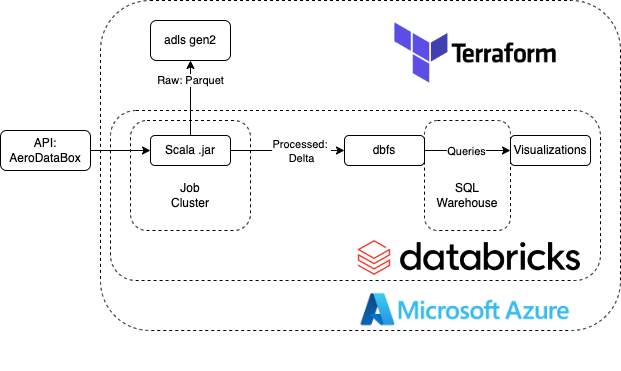 adls gen2
Terraform
Raw: Parquet
API:
AeroDataBox
Scala .jar
Processed:
Delta
dbfs
Queries
Visualizations
Job
Cluster
SQL
Warehouse
databricks
Microsoft Azure